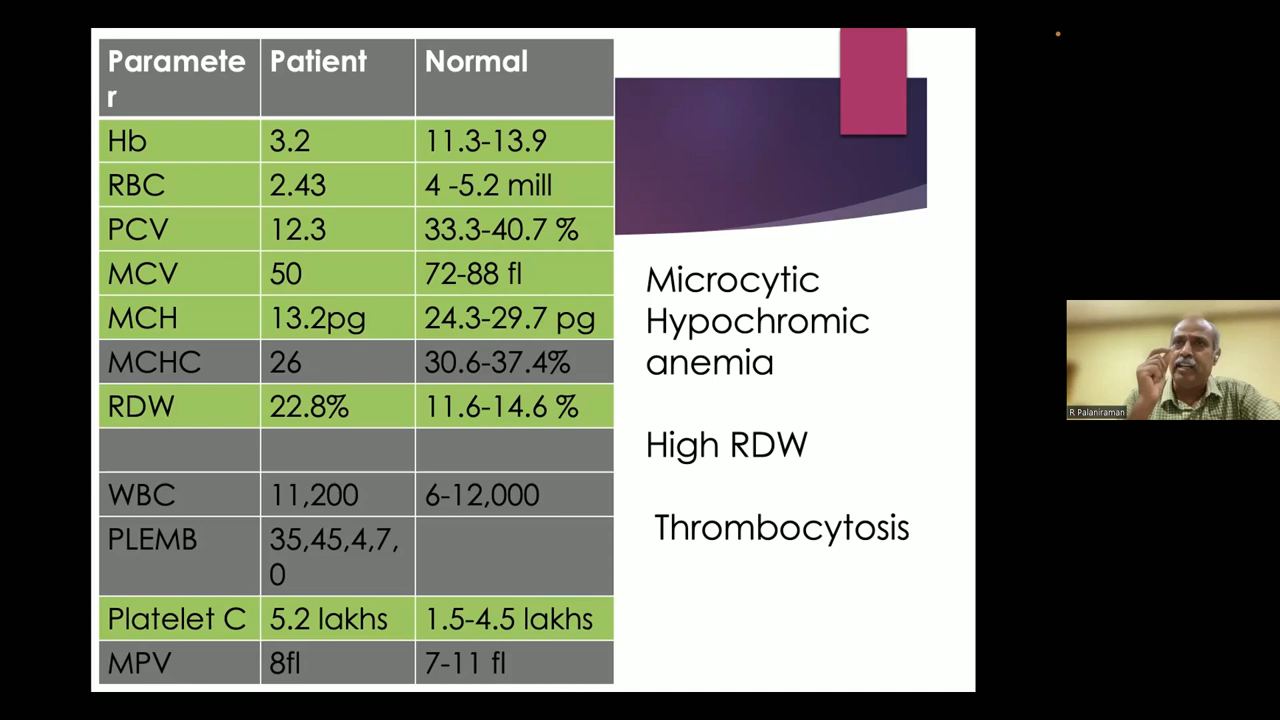 Paramete
r
Patient
Normal
Hb
3.2
11.3-13.9
RBC
2.43
4 -5.2 mill
PCV
12.3
33.3-40.7 %
MCV
50
72-88 fl
MCH
13.2pg
24.3-29.7 pg
MCHC
26
30.6-37.4%
RDW
22.8%
11.6-14.6 %
WBC
11,200
6-12,000
PLEMB
35,45,4,7,
0
Platelet C
5.2 lakhs
1.5-4.5 lakhs
MPV
8fl
7-11 fl
Microcytic
Hypochromic
anemia
High RDW
Thrombocytosis
R Palaniraman